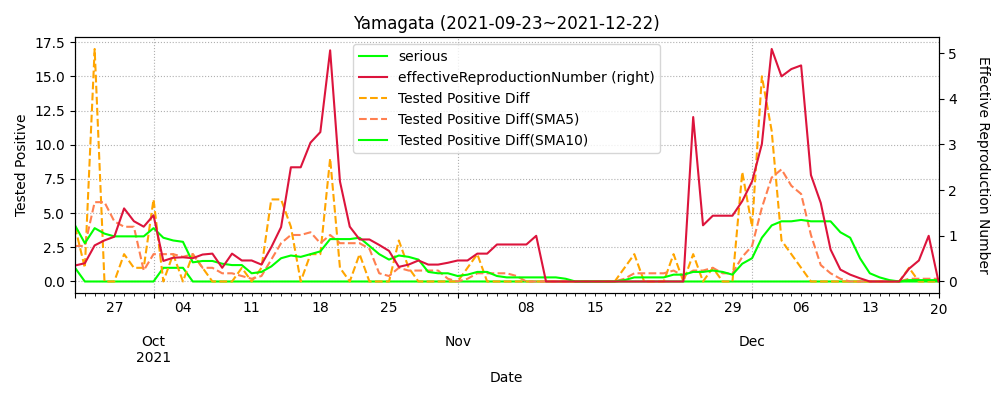 Yamagata (2021-09-23~2021-12-22)
serious
effectiveReproductionNumber (right)
Tested Positive Diff
Tested Positive Diff(SMA5)
Tested Positive Diff(SMA10)
Tested Positive
17.5
15.0
12.5
10.0
7.5
5.0
2.5
0.0
5
4
3
2
1
0
Effective Reproduction Number
27 04 11 18 25 08 15 22 29 06 13 20
Oct Nov Dec
2021
Date